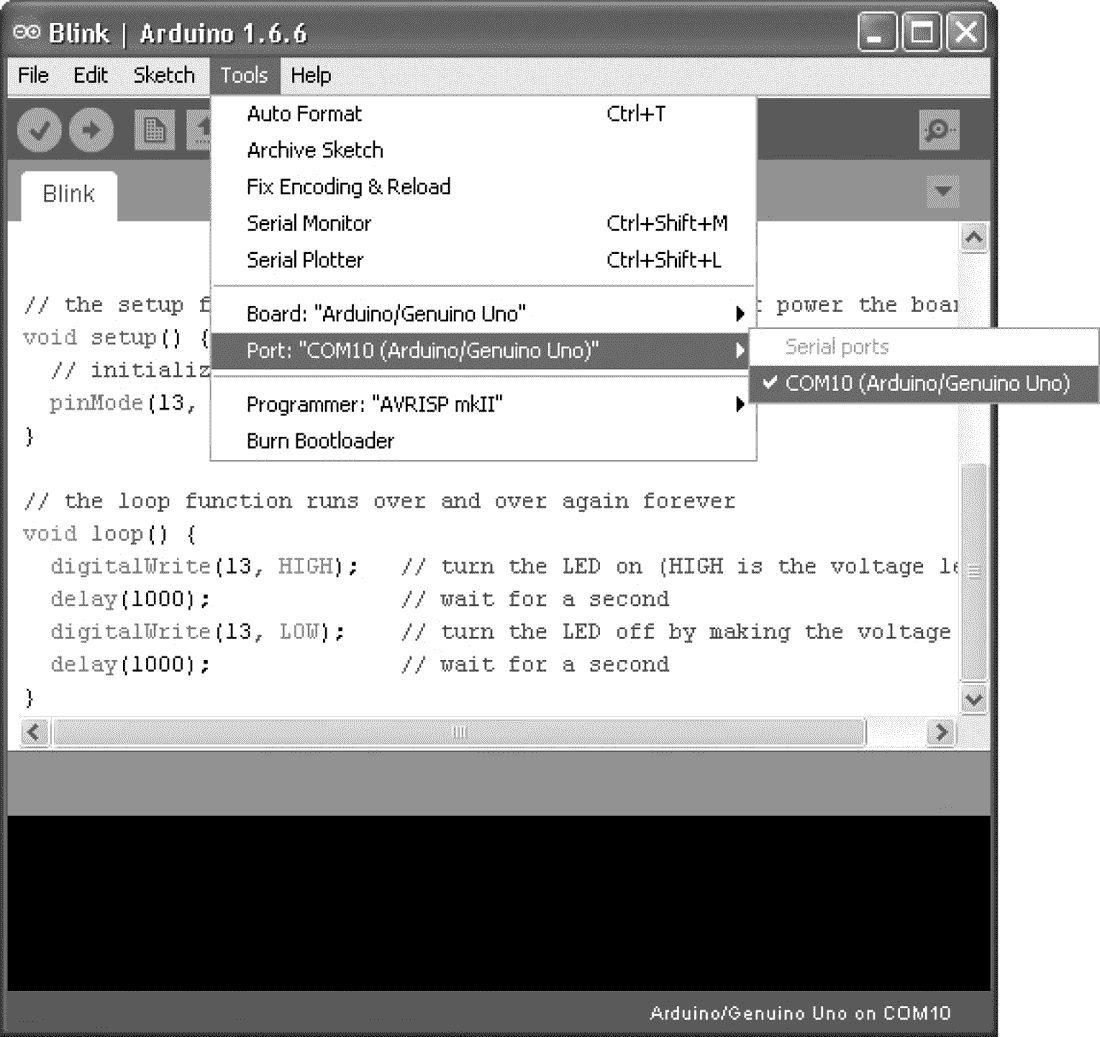 Blink | Arduino 1.6.6
File Edit Sketch Tools Help
Auto Format Ctrl+T
Archive Sketch
Fix Encoding & Reload
Serial Monitor Ctrl+Shift+M
Serial Plotter Ctrl+Shift+L
Board: "Arduino/Genuino Uno"
Port: "COM10 (Arduino/Genuino Uno)"
Programmer: "AVRISP mkII"
Burn Bootloader
Serial ports
COM10 (Arduino/Genuino Uno)
Blink
// the setup power the
void setup() {
//
pinMode(13,
}
// the loop function runs over and over again forever
void loop() {
digitalWrite(13, HIGH); // turn the LED on (HIGH is the voltage
delay(1000); // wait for a second
digitalWrite(13, LOW); // turn the LED off by making the voltage
delay(1000); // wait for a second
}
Arduino/Genuino Uno on COM10